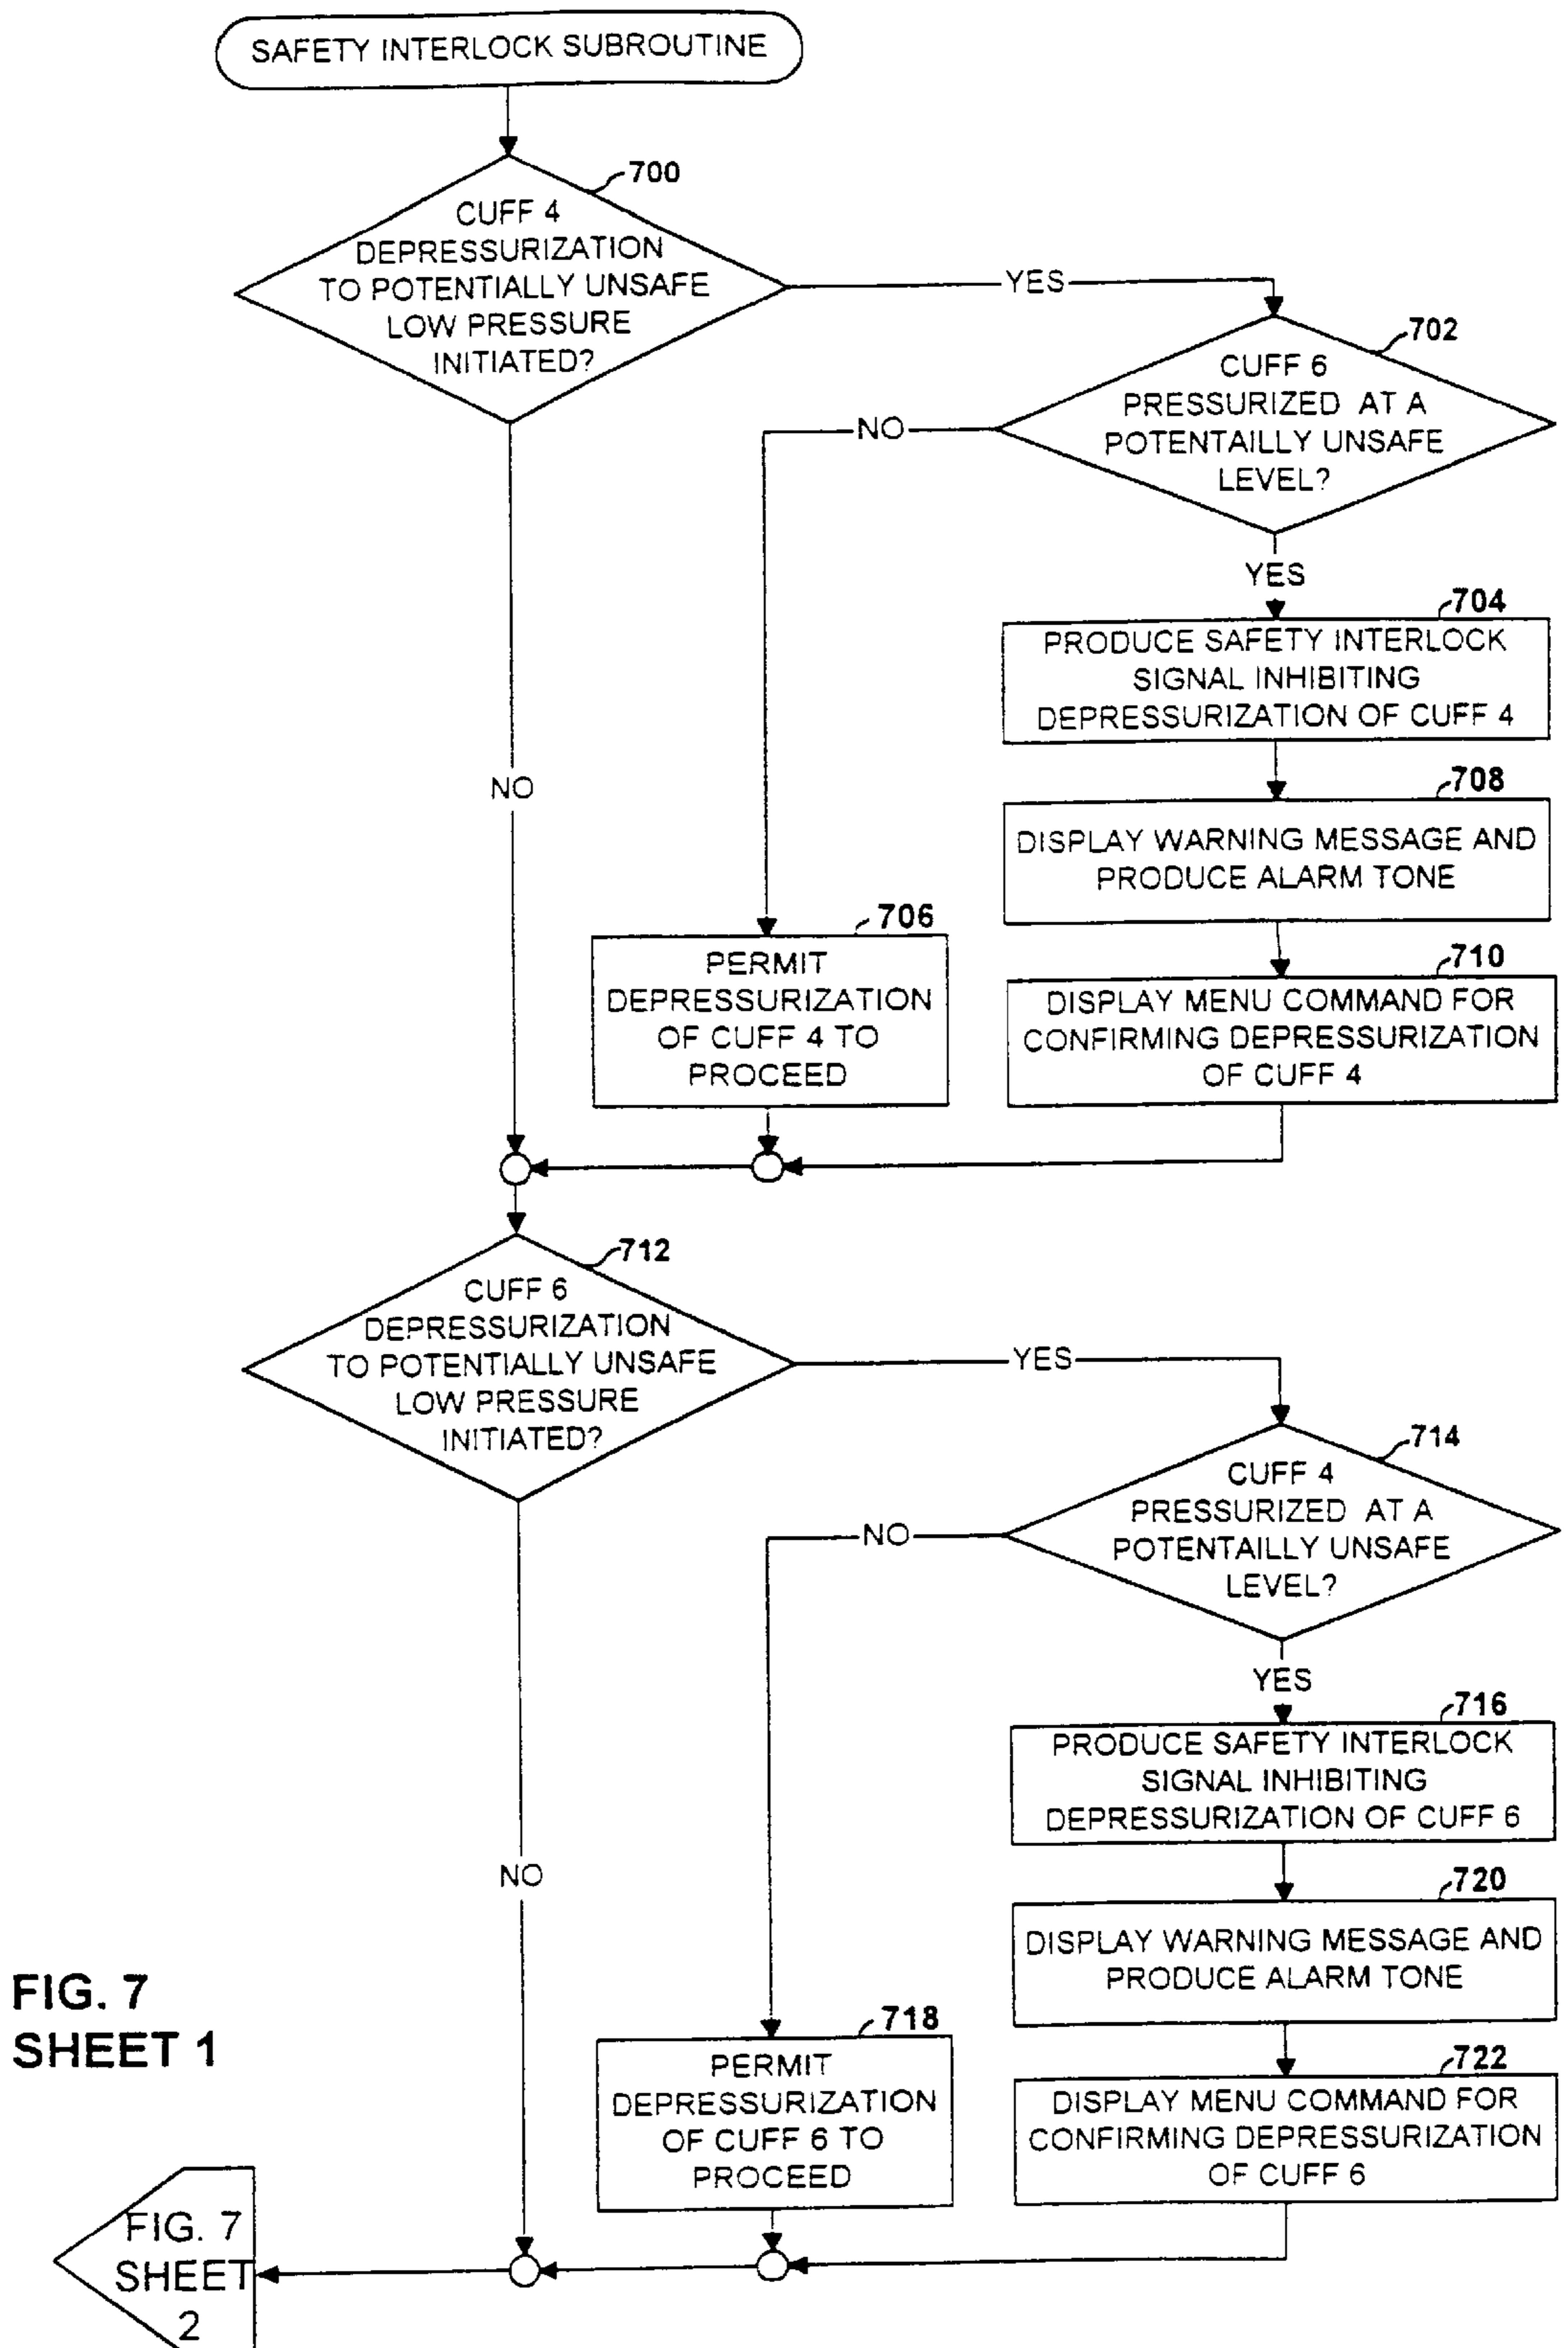 SAFETY INTERLOCK SUBROUTINE
700
CUFF 4
DEPRESSURIZATION
TO POTENTIALLY UNSAFE
LOW PRESSURE
INITIATED?
YES
702
CUFF 6
PRESSURIZED AT A
POTENTAILLY UNSAFE
LEVEL?
NO
YES
704
PRODUCE SAFETY INTERLOCK
SIGNAL INHIBITING
DEPRESSURIZATION OF CUFF 4
NO
708
DISPLAY WARNING MESSAGE AND
PRODUCE ALARM TONE
706
PERMIT
DEPRESSURIZATION
OF CUFF 4 TO
PROCEED
710
DISPLAY MENU COMMAND FOR
CONFIRMING DEPRESSURIZATION
OF CUFF 4
712
CUFF 6
DEPRESSURIZATION
TO POTENTIALLY UNSAFE
LOW PRESSURE
INITIATED?
YES
714
CUFF 4
PRESSURIZED AT A
POTENTAILLY UNSAFE
LEVEL?
NO
YES
716
PRODUCE SAFETY INTERLOCK
SIGNAL INHIBITING
DEPRESSURIZATION OF CUFF 6
NO
720
DISPLAY WARNING MESSAGE AND
PRODUCE ALARM TONE
FIG. 7
SHEET 1
718
PERMIT
DEPRESSURIZATION
OF CUFF 6 TO
PROCEED
722
DISPLAY MENU COMMAND FOR
CONFIRMING DEPRESSURIZATION
OF CUFF 6
FIG. 7
SHEET
2